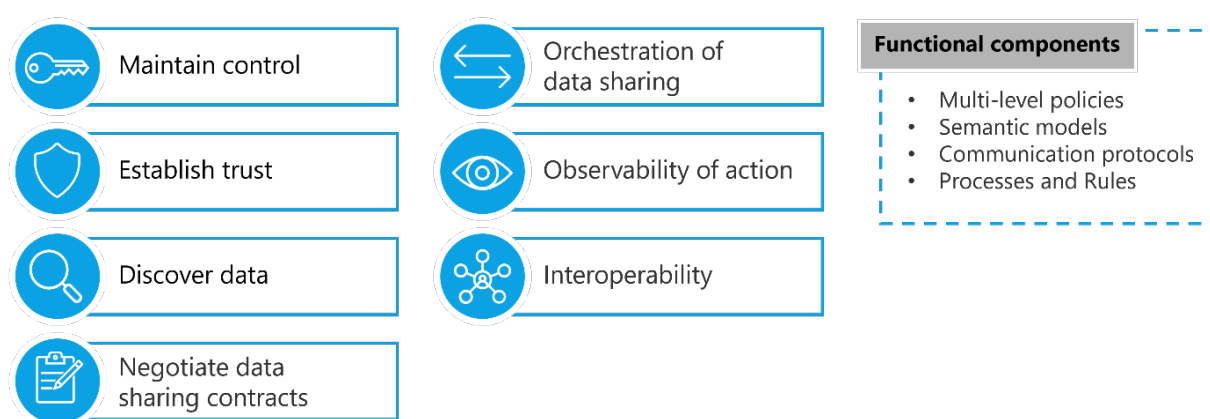 Maintain control
Establish trust
Discover data
Negotiate data
sharing contracts
Orchestration of
data sharing
Observability of action
Interoperability
Functional components
• Multi-level policies
• Semantic models
• Communication protocols
• Processes and Rules